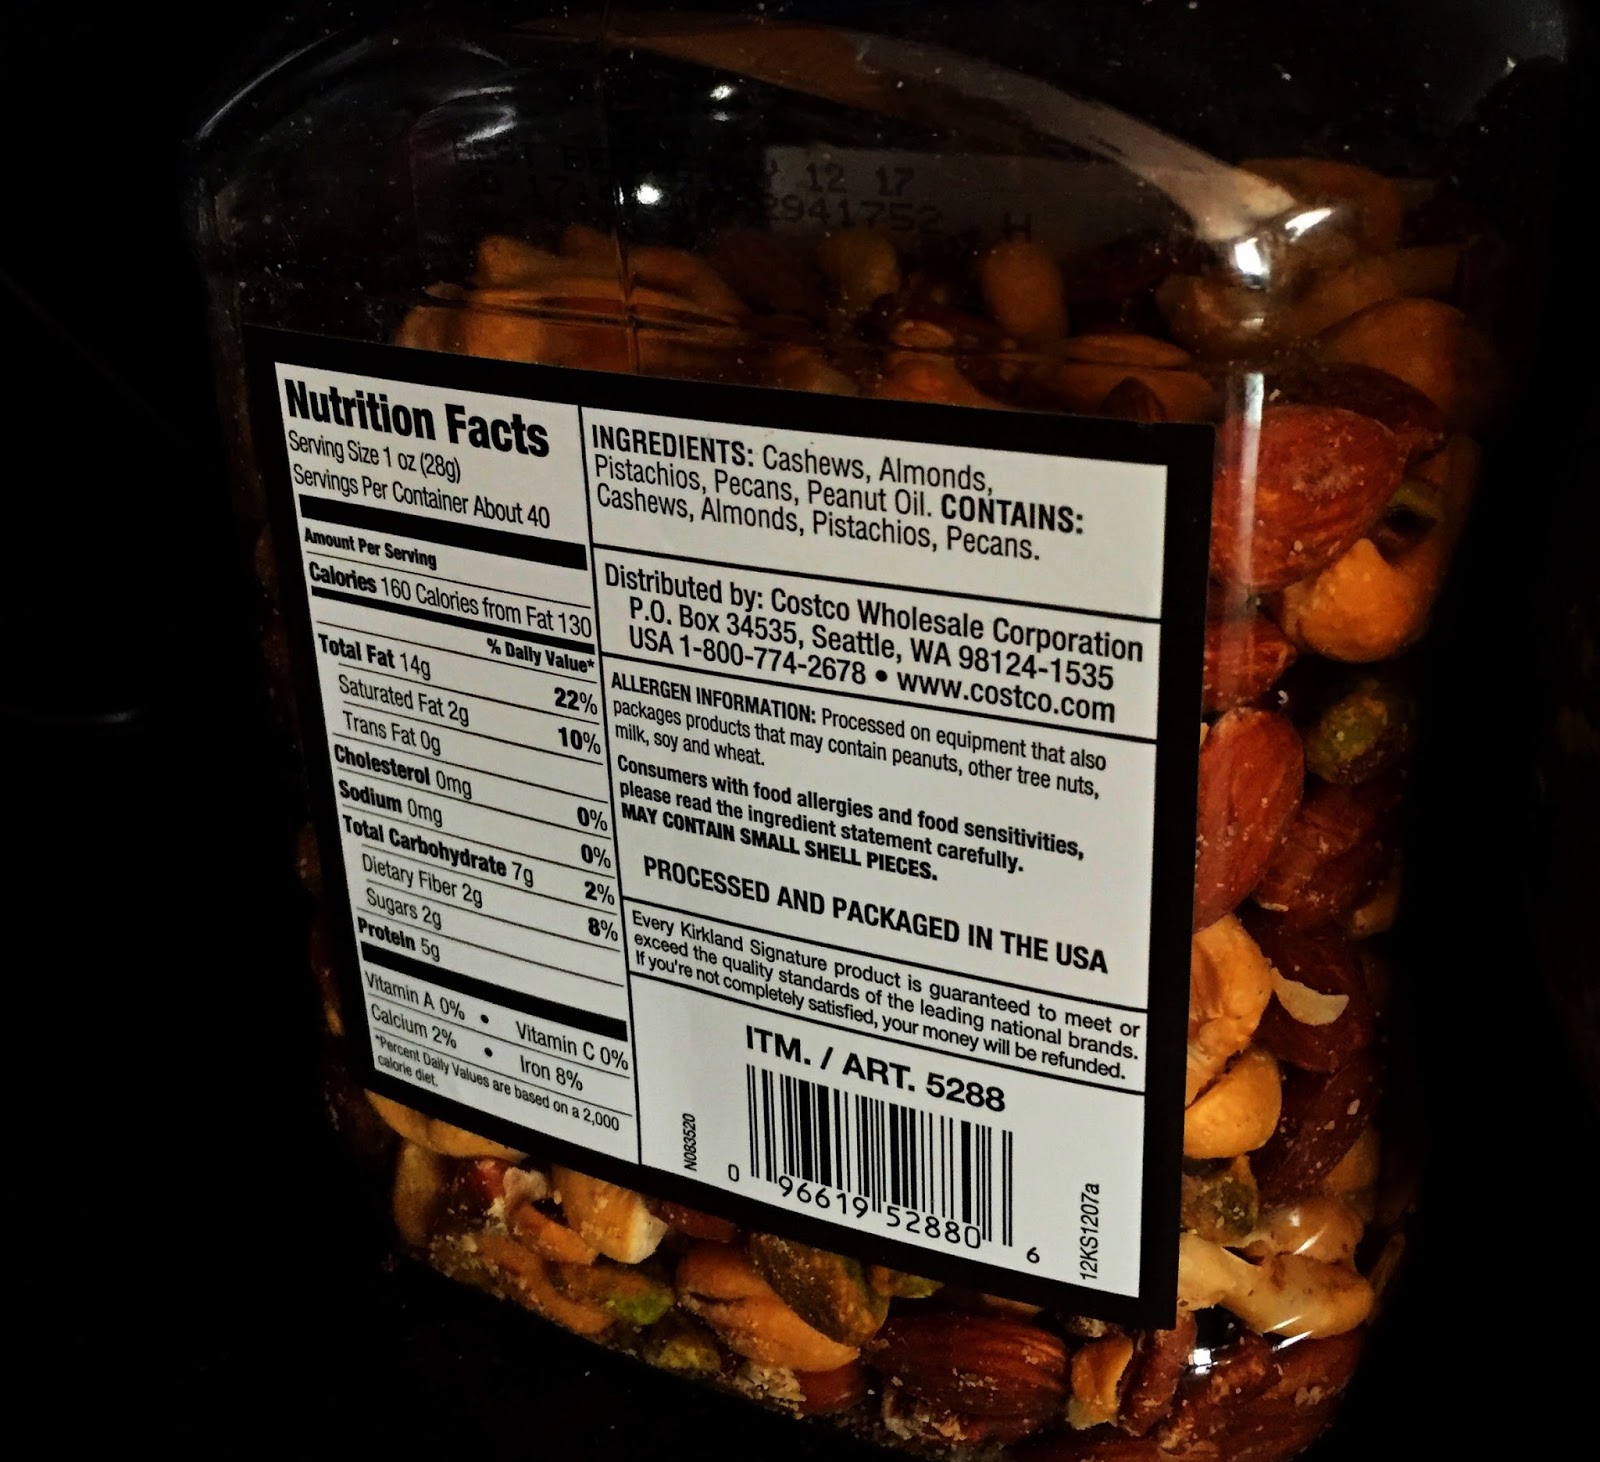 12 17
2941752 H
Nutrition Facts
Serving Size 1 oz (28g)
Servings Per Container About 40
Amount Per Serving
Calories 160 Calories from Fat 130
% Daily Value*
Total Fat 14g 22%
Saturated Fat 2g 10%
Trans Fat 0g
Cholesterol 0mg 0%
Sodium 0mg 0%
Total Carbohydrate 7g 2%
Dietary Fiber 2g 8%
Sugars 2g
Protein 5g
Vitamin A 0% • Vitamin C 0%
Calcium 2% • Iron 8%
*Percent Daily Values are based on a 2,000
calorie diet.
INGREDIENTS: Cashews, Almonds,
Pistachios, Pecans, Peanut Oil. CONTAINS:
Cashews, Almonds, Pistachios, Pecans.
Distributed by: Costco Wholesale Corporation
P.O. Box 34535, Seattle, WA 98124-1535
USA 1-800-774-2678 • www.costco.com
ALLERGEN INFORMATION: Processed on equipment that also
packages products that may contain peanuts, other tree nuts,
milk, soy and wheat.
Consumers with food allergies and food sensitivities,
please read the ingredient statement carefully.
MAY CONTAIN SMALL SHELL PIECES.
PROCESSED AND PACKAGED IN THE USA
Every Kirkland Signature product is guaranteed to meet or
exceed the quality standards of the leading national brands.
If you're not completely satisfied, your money will be refunded.
ITM. / ART. 5288
N083520
0 96619 52880 6
12KS1207a